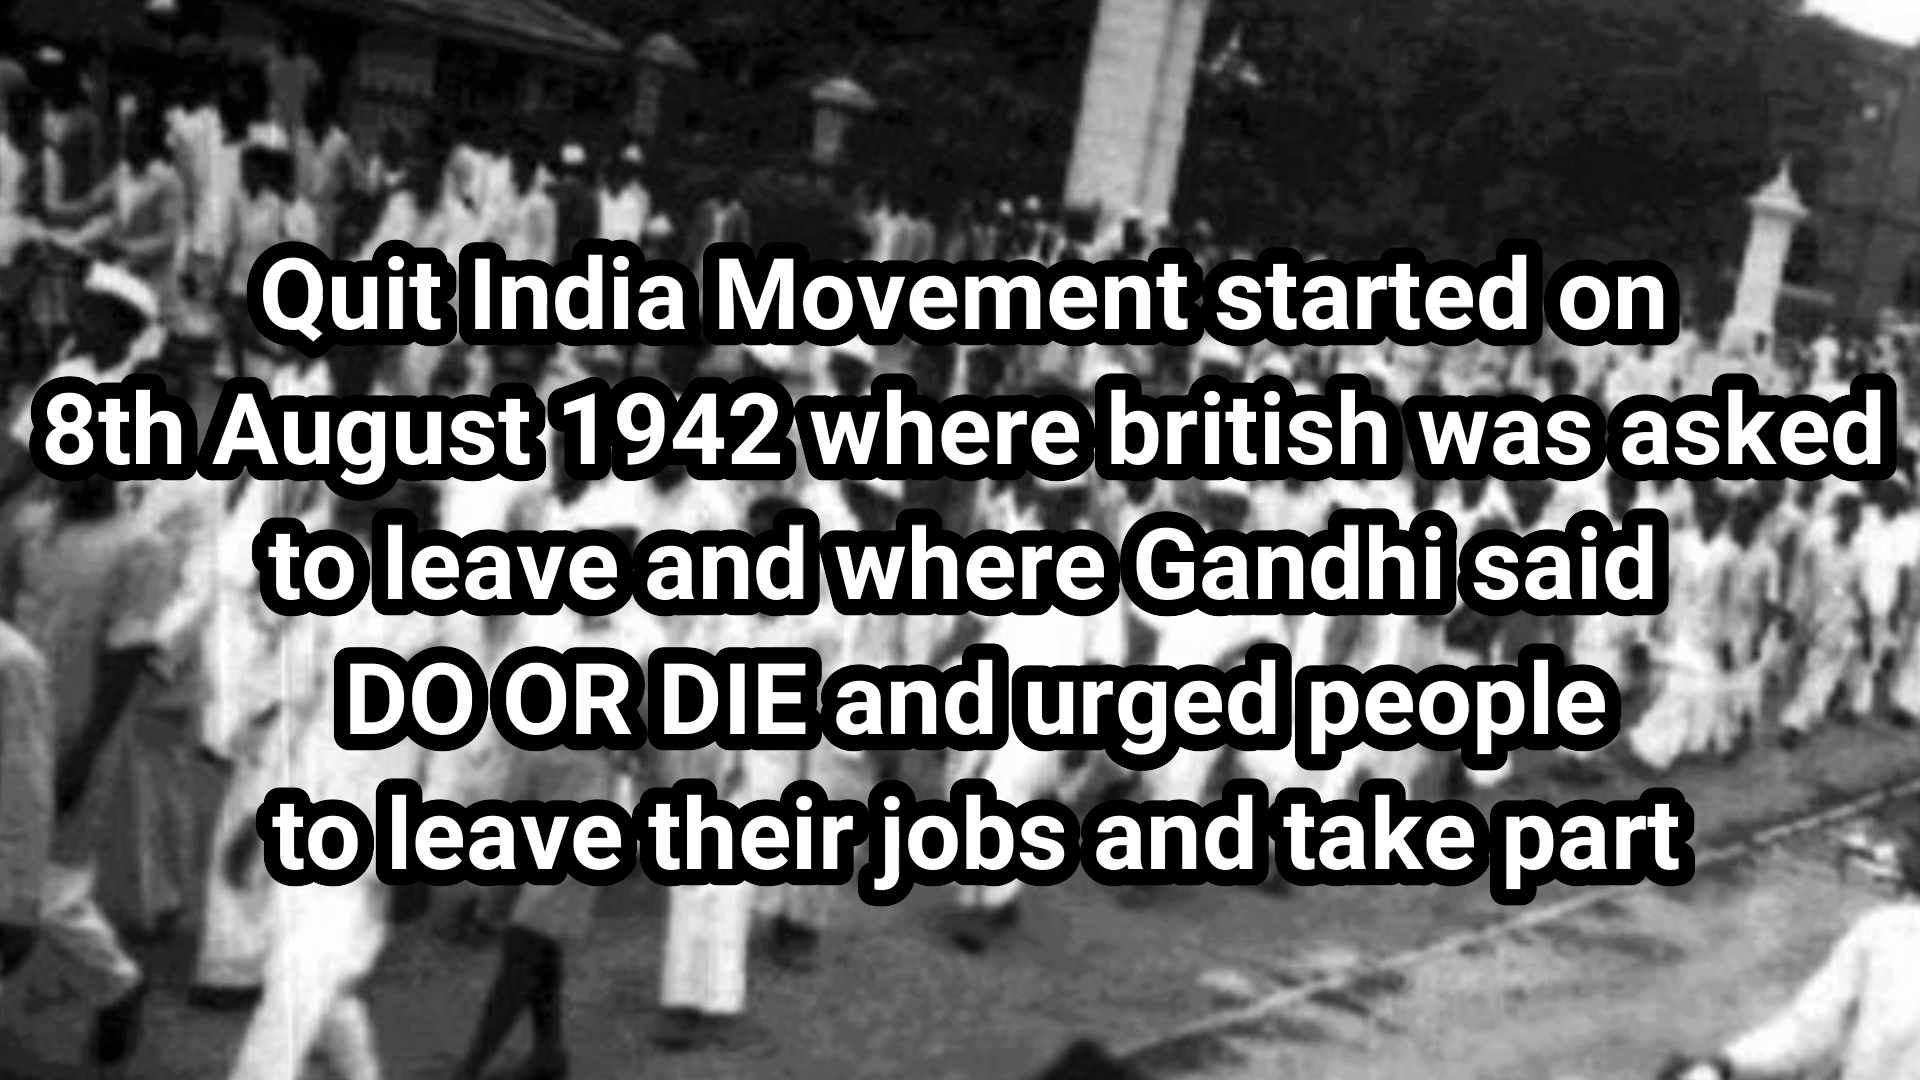 Quit India Movement started on
8th August 1942 where british was asked
to leave and where Gandhi said
DO OR DIE and urged people
to leave their jobs and take part